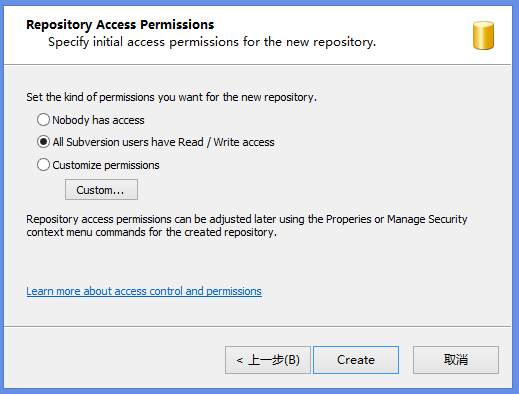 Repository Access Permissions
Specify initial access permissions for the new repository.
Set the kind of permissions you want for the new repository.
Nobody has access
All Subversion users have Read / Write access
Customize permissions
Custom...
Repository access permissions can be adjusted later using the Properies or Manage Security
context menu commands for the created repository.
Learn more about access control and permissions
< 上一步(B)
Create
取消